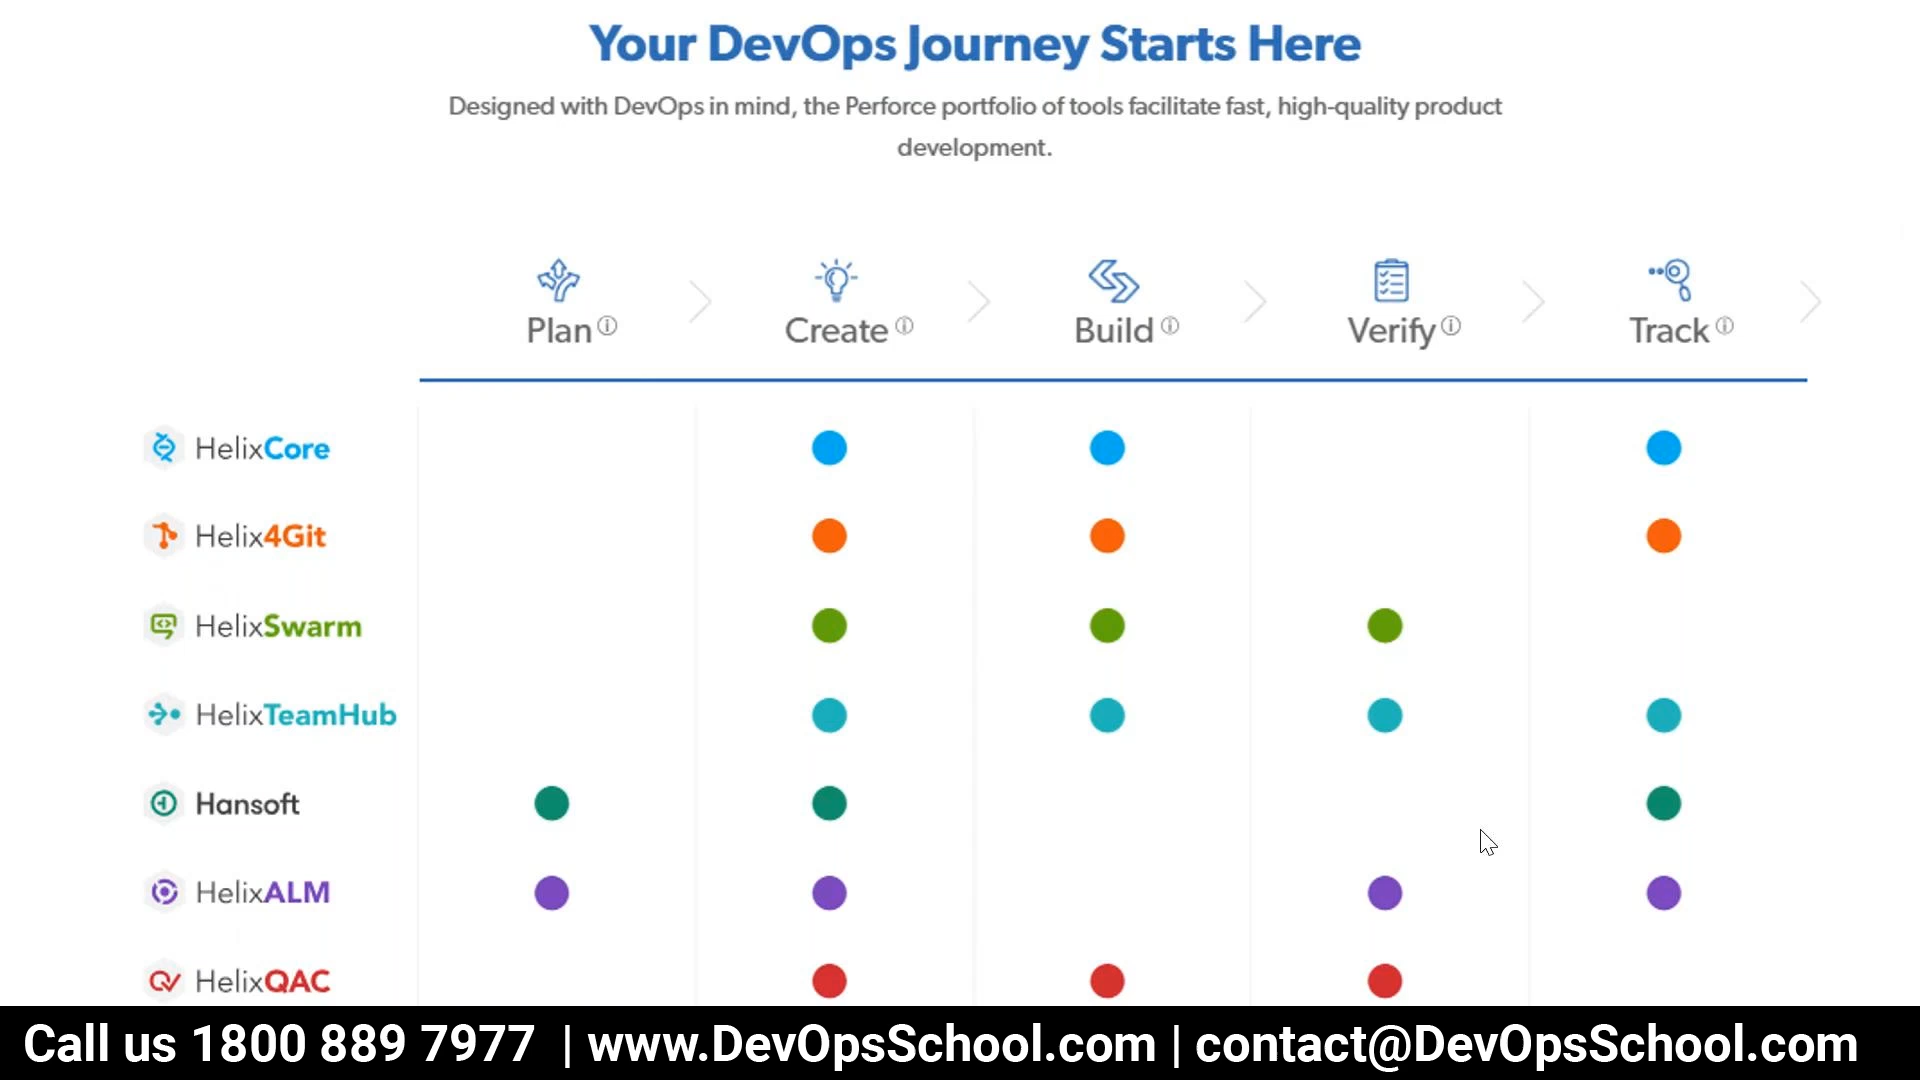 Your DevOps Journey Starts Here
Designed with DevOps in mind, the Perforce portfolio of tools facilitate fast, high-quality product
development.
Plan Create Build Verify Track
HelixCore
Helix4Git
HelixSwarm
HelixTeamHub
Hansoft
HelixALM
HelixQAC
Call us 1800 889 7977 | www.DevOpsSchool.com | contact@DevOpsSchool.com